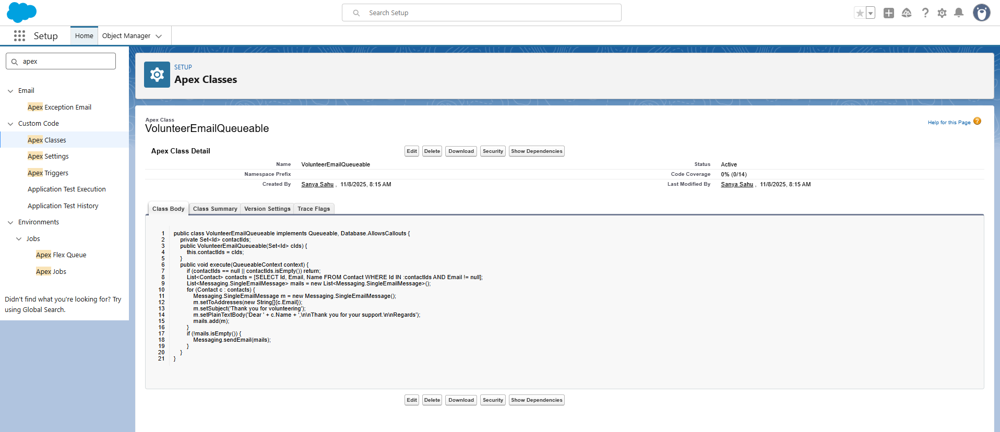 Search Setup
Setup
Home
Object Manager
apex
Email
Apex Exception Email
Custom Code
Apex Classes
Apex Settings
Apex Triggers
Application Test Execution
Application Test History
Environments
Jobs
Apex Flex Queue
Apex Jobs
Didn't find what you're looking for? Try
using Global Search.
SETUP
Apex Classes
Apex Class
VolunteerEmailQueueable
Help for this Page ?
Apex Class Detail
Edit Delete Download Security Show Dependencies
Name VolunteerEmailQueueable Status Active
Namespace Prefix Code Coverage 0% (0/14)
Created By Sanya Sahu , 11/8/2025, 8:15 AM Last Modified By Sanya Sahu , 11/8/2025, 8:15 AM
Class Body Class Summary Version Settings Trace Flags
1 public class VolunteerEmailQueueable implements Queueable, Database.AllowsCallouts {
2 private Set<Id> contactIds;
3 public VolunteerEmailQueueable(Set<Id> cIds) {
4 this.contactIds = cIds;
5 }
6 public void execute(QueueableContext context) {
7 if (contactIds == null || contactIds.isEmpty()) return;
8 List<Contact> contacts = [SELECT Id, Email, Name FROM Contact WHERE Id IN :contactIds AND Email != null];
9 List<Messaging.SingleEmailMessage> mails = new List<Messaging.SingleEmailMessage>();
10 for (Contact c : contacts) {
11 Messaging.SingleEmailMessage m = new Messaging.SingleEmailMessage();
12 m.setToAddresses(new String[]{c.Email});
13 m.setSubject('Thank you for volunteering');
14 m.setPlainTextBody('Dear ' + c.Name + ',\n\nThank you for your support.\n\nRegards');
15 mails.add(m);
16 }
17 if (!mails.isEmpty()) {
18 Messaging.sendEmail(mails);
19 }
20 }
21 }
Edit Delete Download Security Show Dependencies